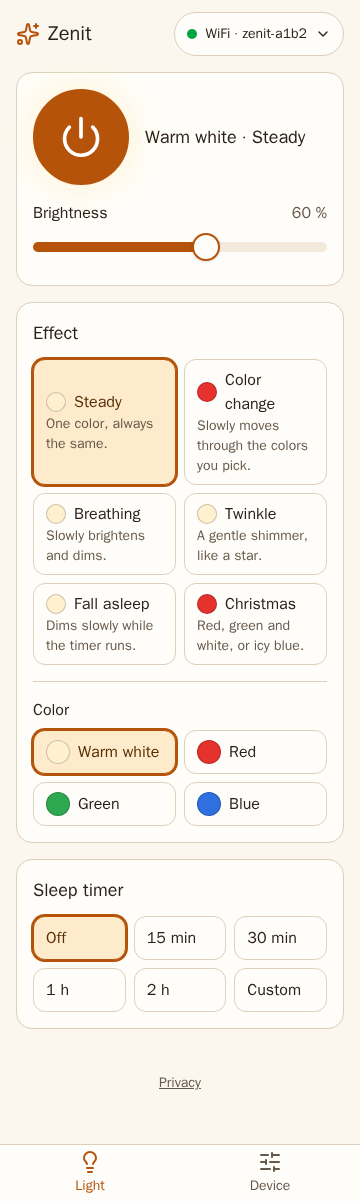 Zenit
WiFi · zenit-a1b2
Warm white · Steady
Brightness
60 %
Effect
Steady
One color, always
the same.
Color
change
Slowly moves
through the colors
you pick.
Breathing
Slowly brightens
and dims.
Twinkle
A gentle shimmer,
like a star.
Fall asleep
Dims slowly while
the timer runs.
Christmas
Red, green and
white, or icy blue.
Color
Warm white
Red
Green
Blue
Sleep timer
Off
15 min
30 min
1 h
2 h
Custom
Privacy
Light
Device